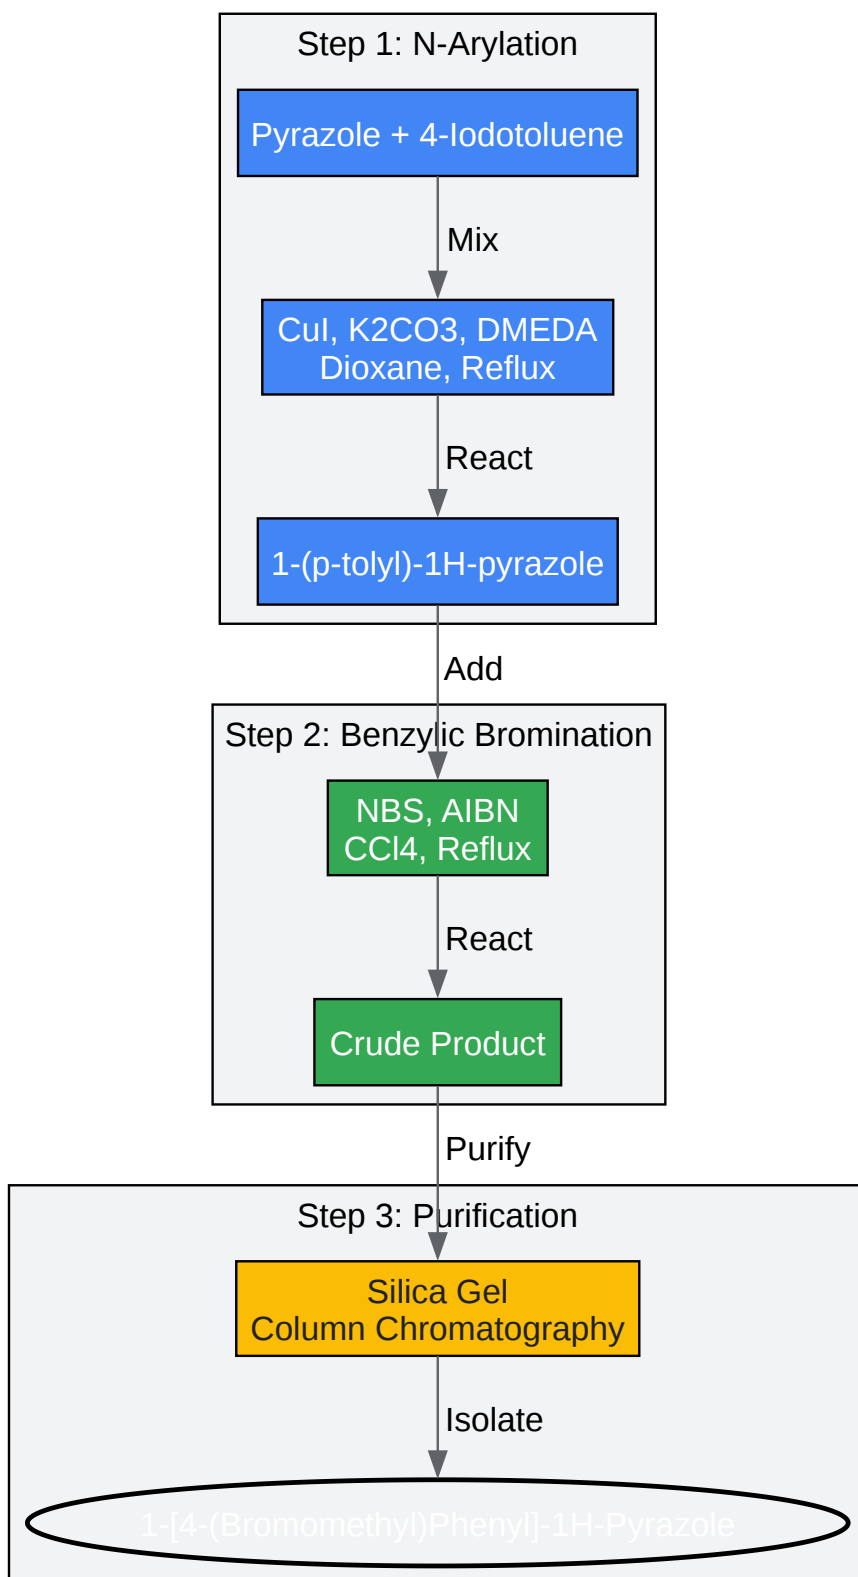 Step 1: N-Arylation
Pyrazole + 4-Iodotoluene
Mix
CuI, K2CO3, DMEDA
Dioxane, Reflux
React
1-(p-tolyl)-1H-pyrazole
Add
Step 2: Benzylic Bromination
NBS, AIBN
CCl4, Reflux
React
Crude Product
Purify
Step 3: Purification
Silica Gel
Column Chromatography
Isolate
1-[4-(Bromomethyl)Phenyl]-1H-Pyrazole